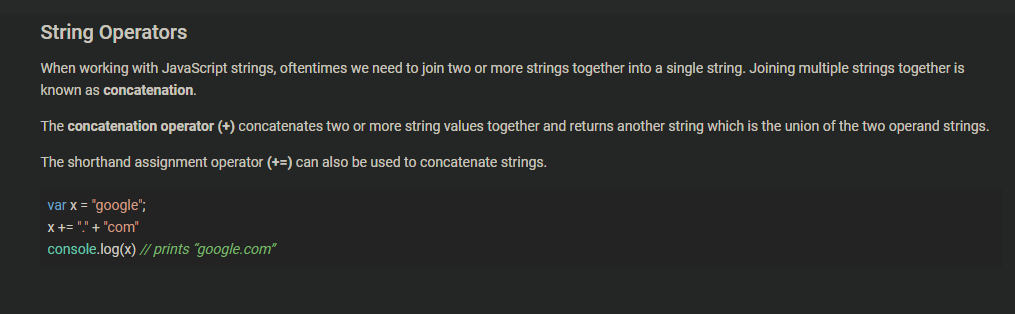 String Operators
When working with JavaScript strings, oftentimes we need to join two or more strings together into a single string. Joining multiple strings together is
known as concatenation.
The concatenation operator (+) concatenates two or more string values together and returns another string which is the union of the two operand strings.
The shorthand assignment operator (+=) can also be used to concatenate strings.
var x = "google";
x += "." + "com"
console.log(x) // prints “google.com”